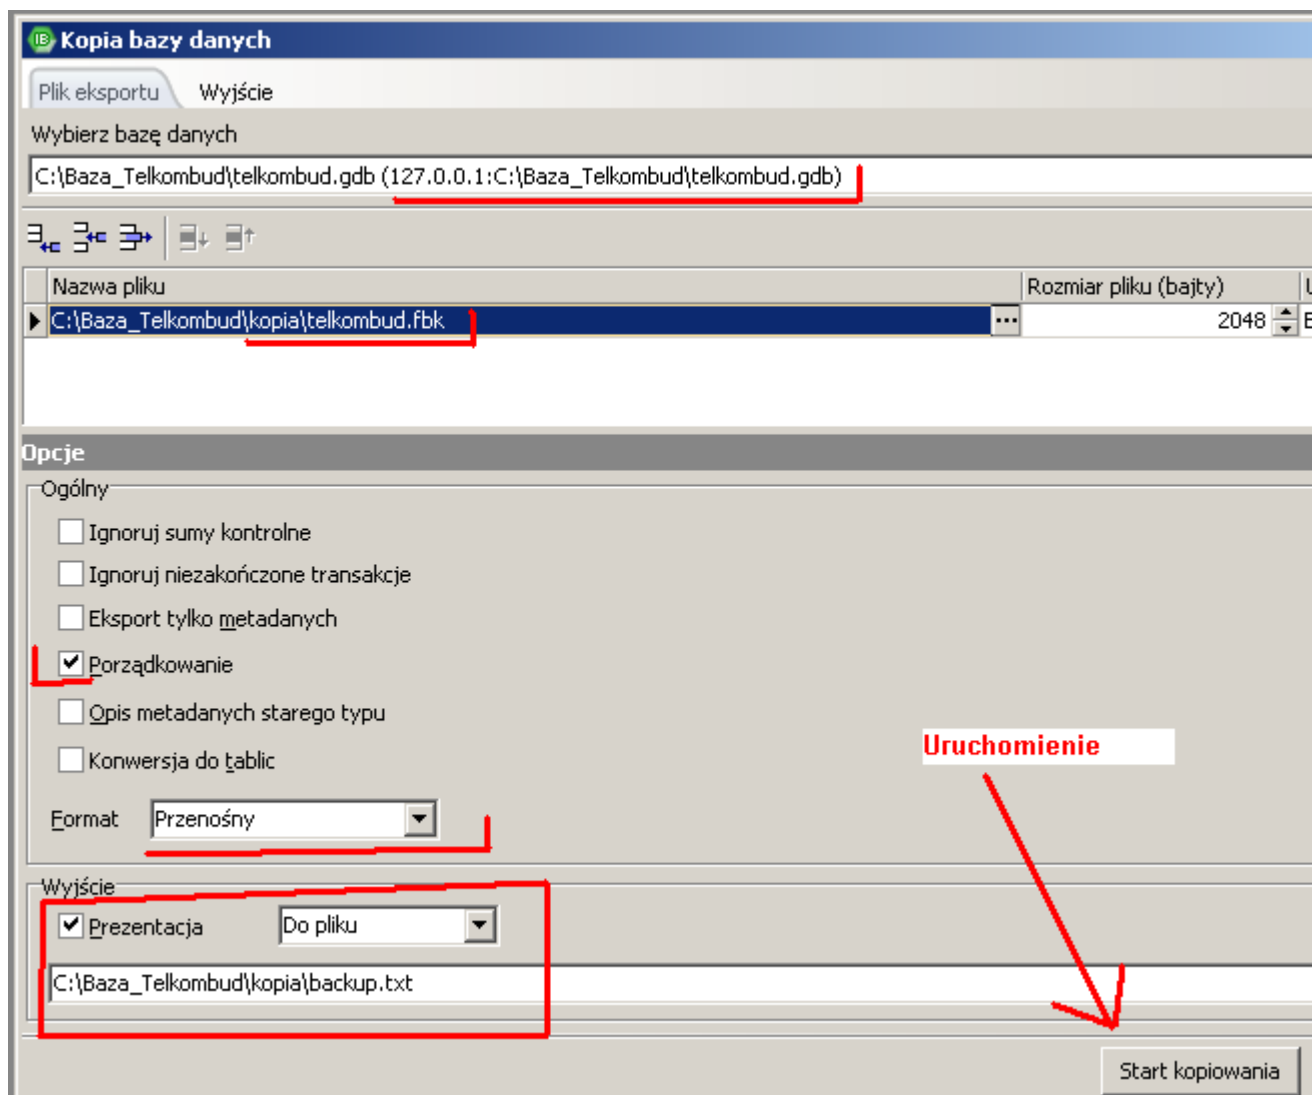 IB Kopia bazy danych
Plik eksportu Wyjście
Wybierz bazę danych
C:\Baza_Telkombud\telkombud.gdb (127.0.0.1:C:\Baza_Telkombud\telkombud.gdb)
Nazwa pliku Rozmiar pliku (bajty)
C:\Baza_Telkombud\kopia\telkombud.fbk ... 2048
Opcje
Ogólny
Ignoruj sumy kontrolne
Ignoruj niezakończone transakcje
Eksport tylko metadanych
Porządkowanie
Opis metadanych starego typu
Konwersja do tablic
Uruchomienie
Format Przenośny
Wyjście
Prezentacja Do pliku
C:\Baza_Telkombud\kopia\backup.txt
Start kopiowania